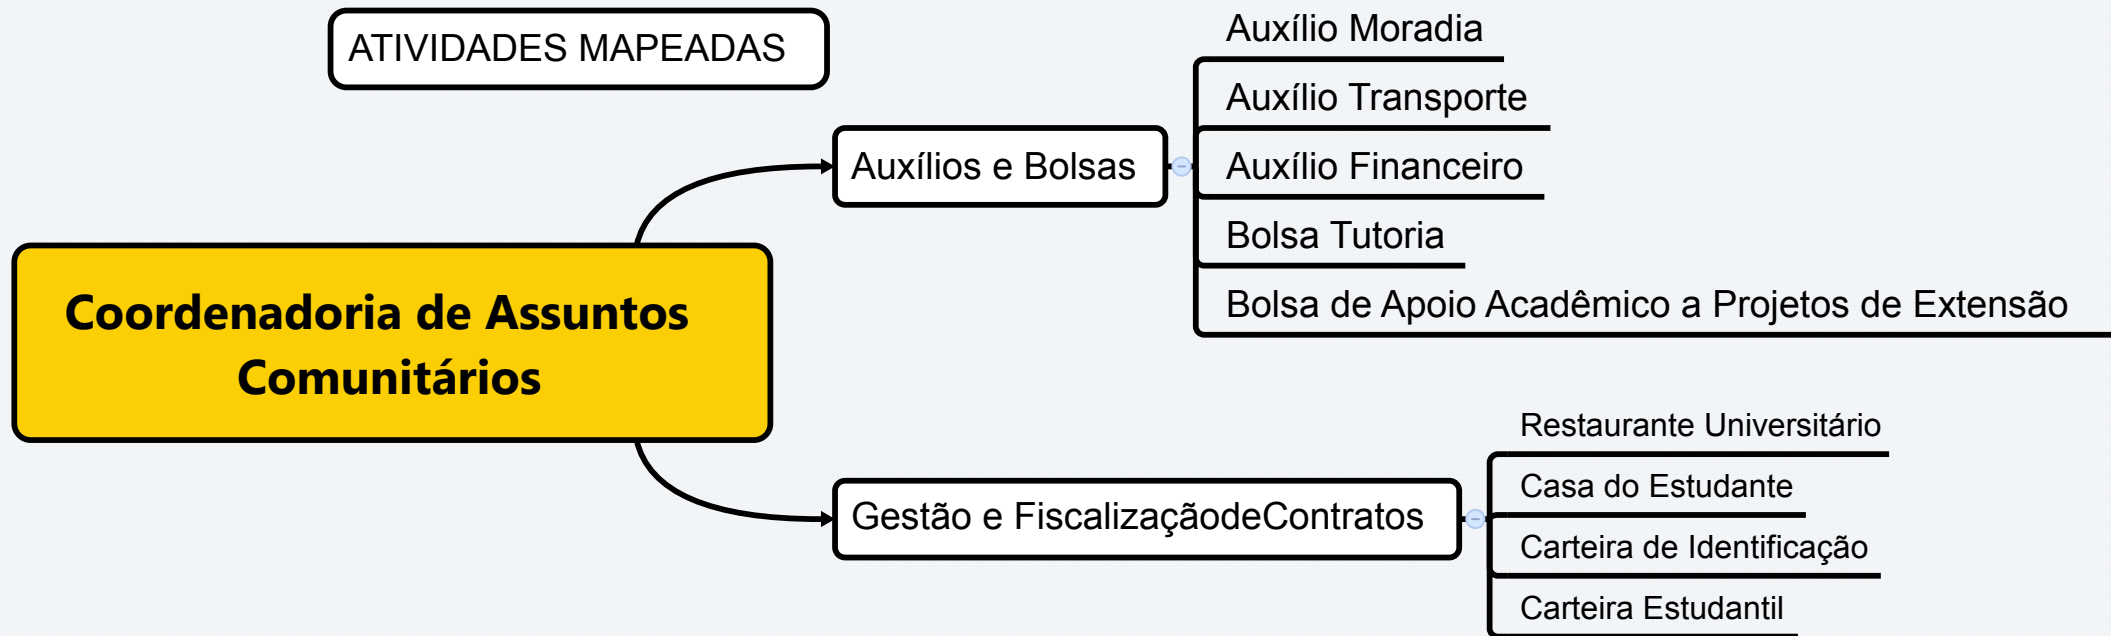 ATIVIDADES MAPEADAS
Coordenadoria de Assuntos
Comunitários
Auxílios e Bolsas
Auxílio Moradia
Auxílio Transporte
Auxílio Financeiro
Bolsa Tutoria
Bolsa de Apoio Acadêmico a Projetos de Extensão
Gestão e FiscalizaçãodeContratos
Restaurante Universitário
Casa do Estudante
Carteira de Identificação
Carteira Estudantil